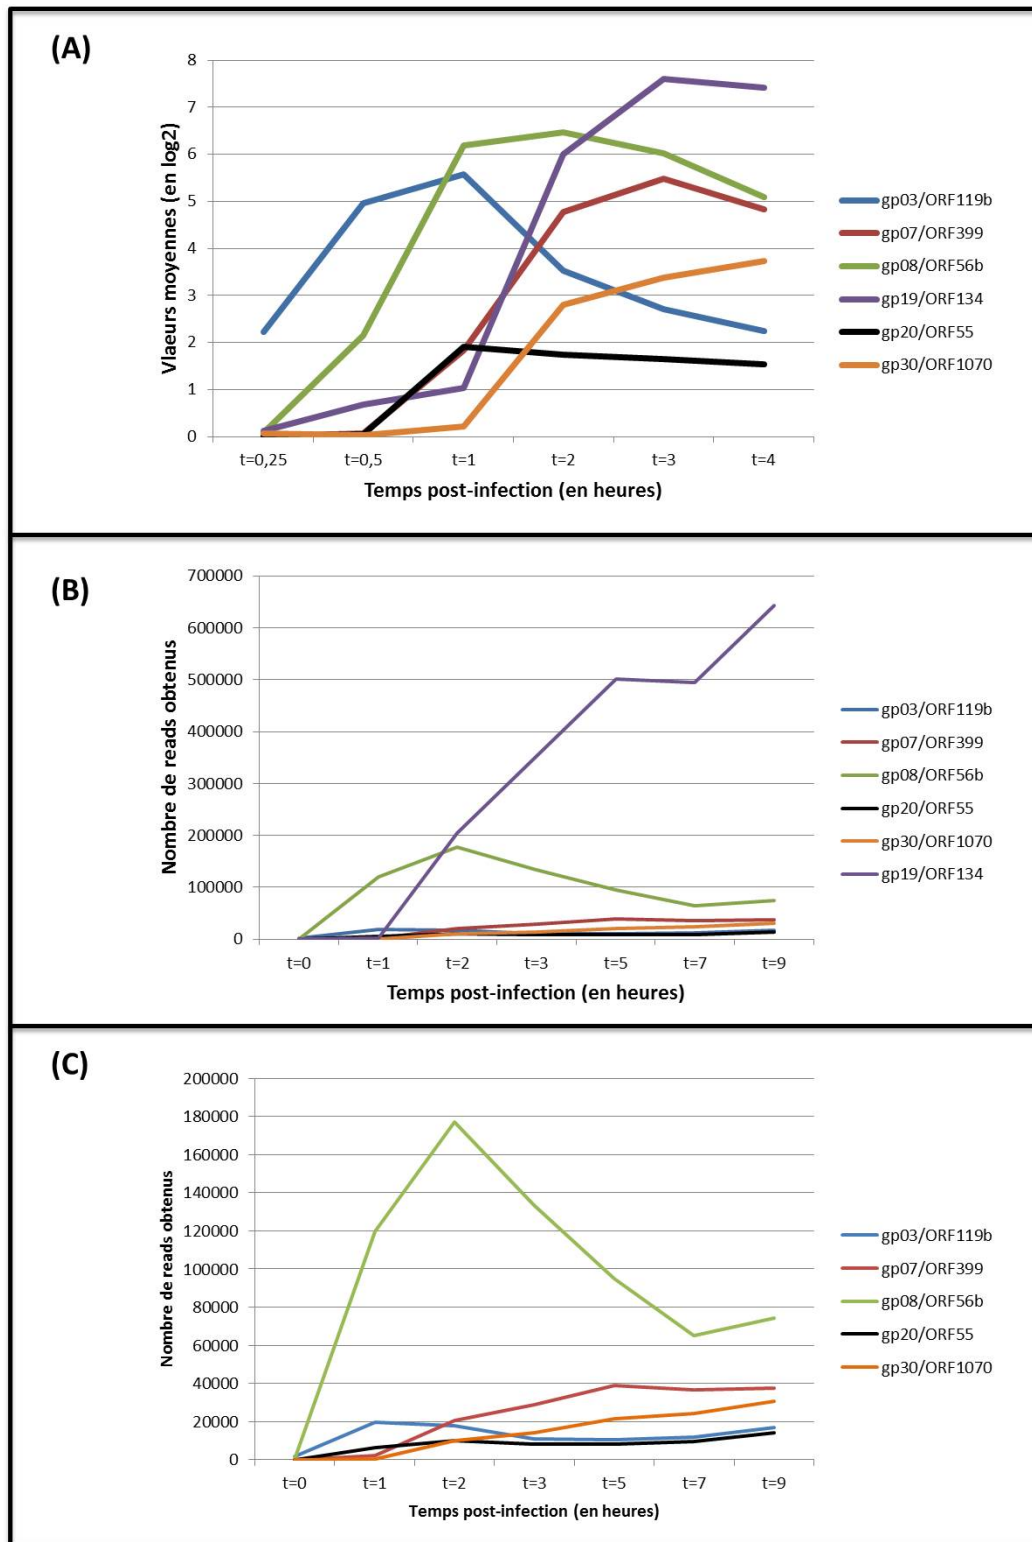 (A)
8
7
6
5
4
3
2
1
0
Vlaeurs moyennes (en log2)
t=0,25 t=0,5 t=1 t=2 t=3 t=4
Temps post-infection (en heures)
gp03/ORF119b
gp07/ORF399
gp08/ORF56b
gp19/ORF134
gp20/ORF55
gp30/ORF1070
(B)
700000
600000
500000
400000
300000
200000
100000
0
Nombre de reads obtenus
t=0 t=1 t=2 t=3 t=5 t=7 t=9
Temps post-infection (en heures)
gp03/ORF119b
gp07/ORF399
gp08/ORF56b
gp20/ORF55
gp30/ORF1070
gp19/ORF134
(C)
200000
180000
160000
140000
120000
100000
80000
60000
40000
20000
0
Nombre de reads obtenus
t=0 t=1 t=2 t=3 t=5 t=7 t=9
Temps post-infection (en heures)
gp03/ORF119b
gp07/ORF399
gp08/ORF56b
gp20/ORF55
gp30/ORF1070